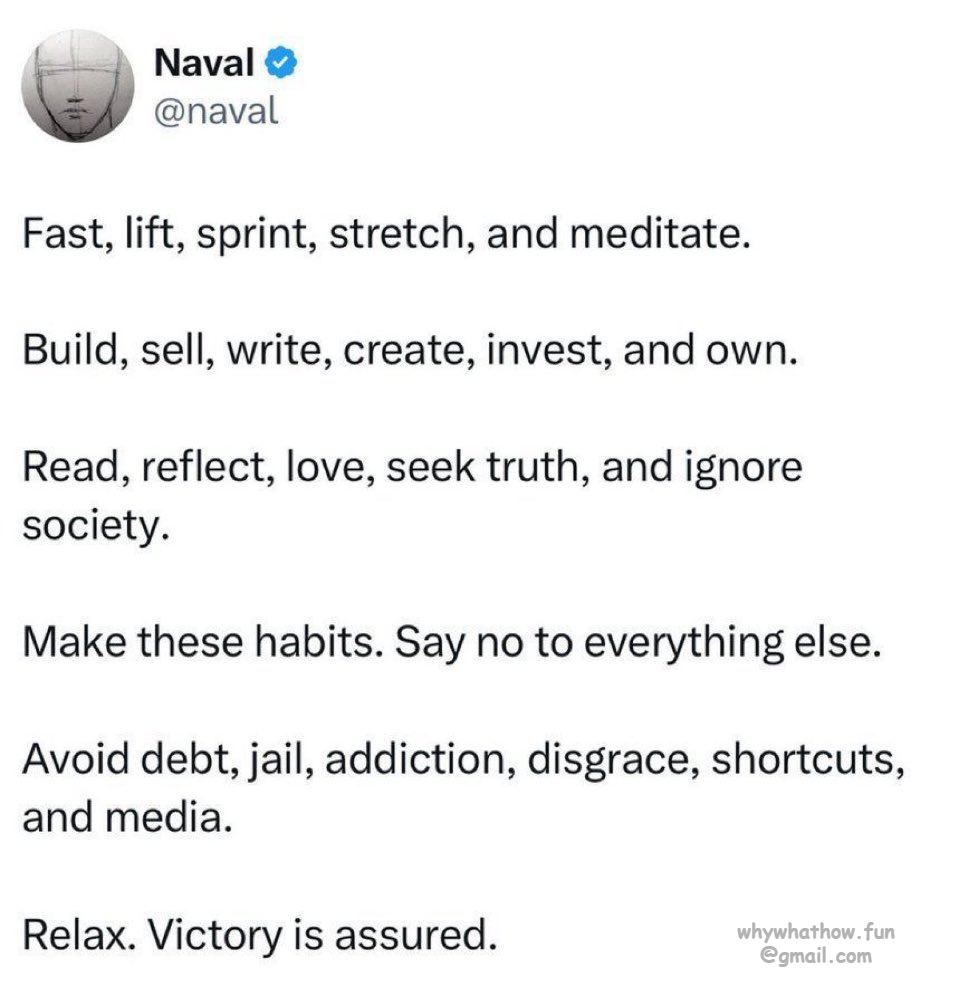 Naval
@naval
Fast, lift, sprint, stretch, and meditate.
Build, sell, write, create, invest, and own.
Read, reflect, love, seek truth, and ignore
society.
Make these habits. Say no to everything else.
Avoid debt, jail, addiction, disgrace, shortcuts,
and media.
Relax. Victory is assured.
whywhathow.fun
@gmail.com